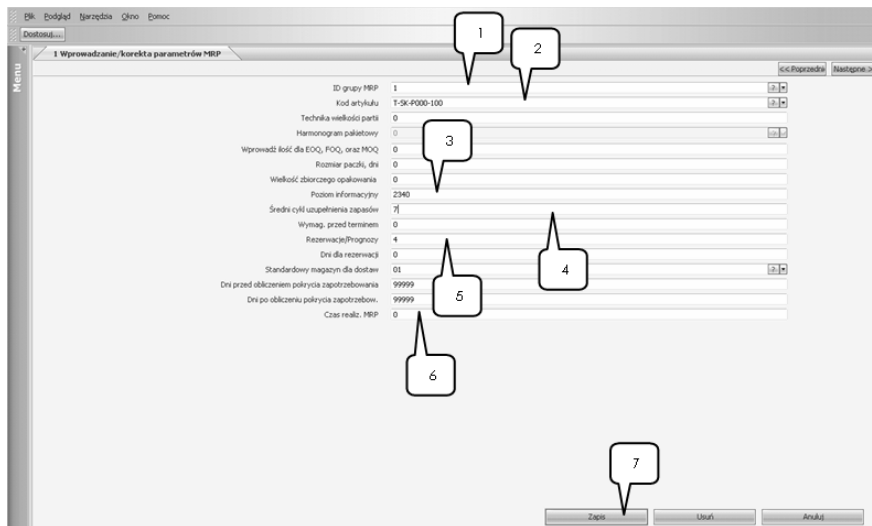 Plik Podgląd Narzędzia Okno Pomoc
Dostosuj...
Menu
1 Wprowadzanie/korekta parametrów MRP
<< Poprzedni Następne >
1
2
ID grupy MRP 1
Kod artykułu T-SK-P000-100
Technika wielkości partii 0
Harmonogram pakietowy 0
3
Wprowadź ilość dla EOQ, FOQ, oraz MOQ 0
Rozmiar paczki, dni 0
Wielkość zbiorczego opakowania 0
Poziom informacyjny 2340
Średni cykl uzupełnienia zapasów 7
Wymag. przed terminem 0
Rezerwacje/Prognozy 4
Dni dla rezerwacji 0
4
Standardowy magazyn dla dostaw 01
Dni przed obliczeniem pokrycia zapotrzebowania 99999
5
Dni po obliczeniu pokrycia zapotrzebow. 99999
Czas realiz. MRP 0
6
7
Zapis Usuń Anuluj